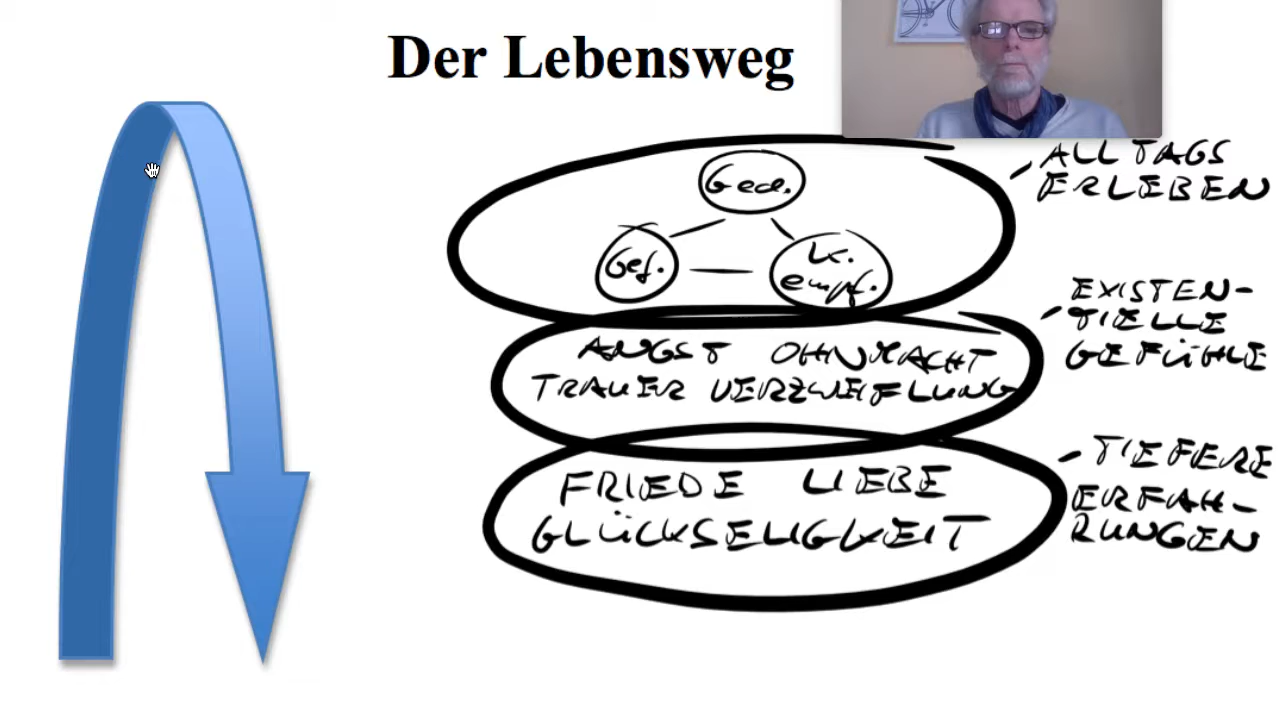 Der Lebensweg
Ged.
Gef.
K.
empf.
ALLTAGS
ERLEBEN
ANGST OHNMACHT
TRAUER VERZWEIFLUNG
EXISTEN-
TIELLE
GEFÜHLE
FRIEDE LIEBE
GLÜCKSELIGKEIT
TIEFERE
ERFAH-
RUNGEN